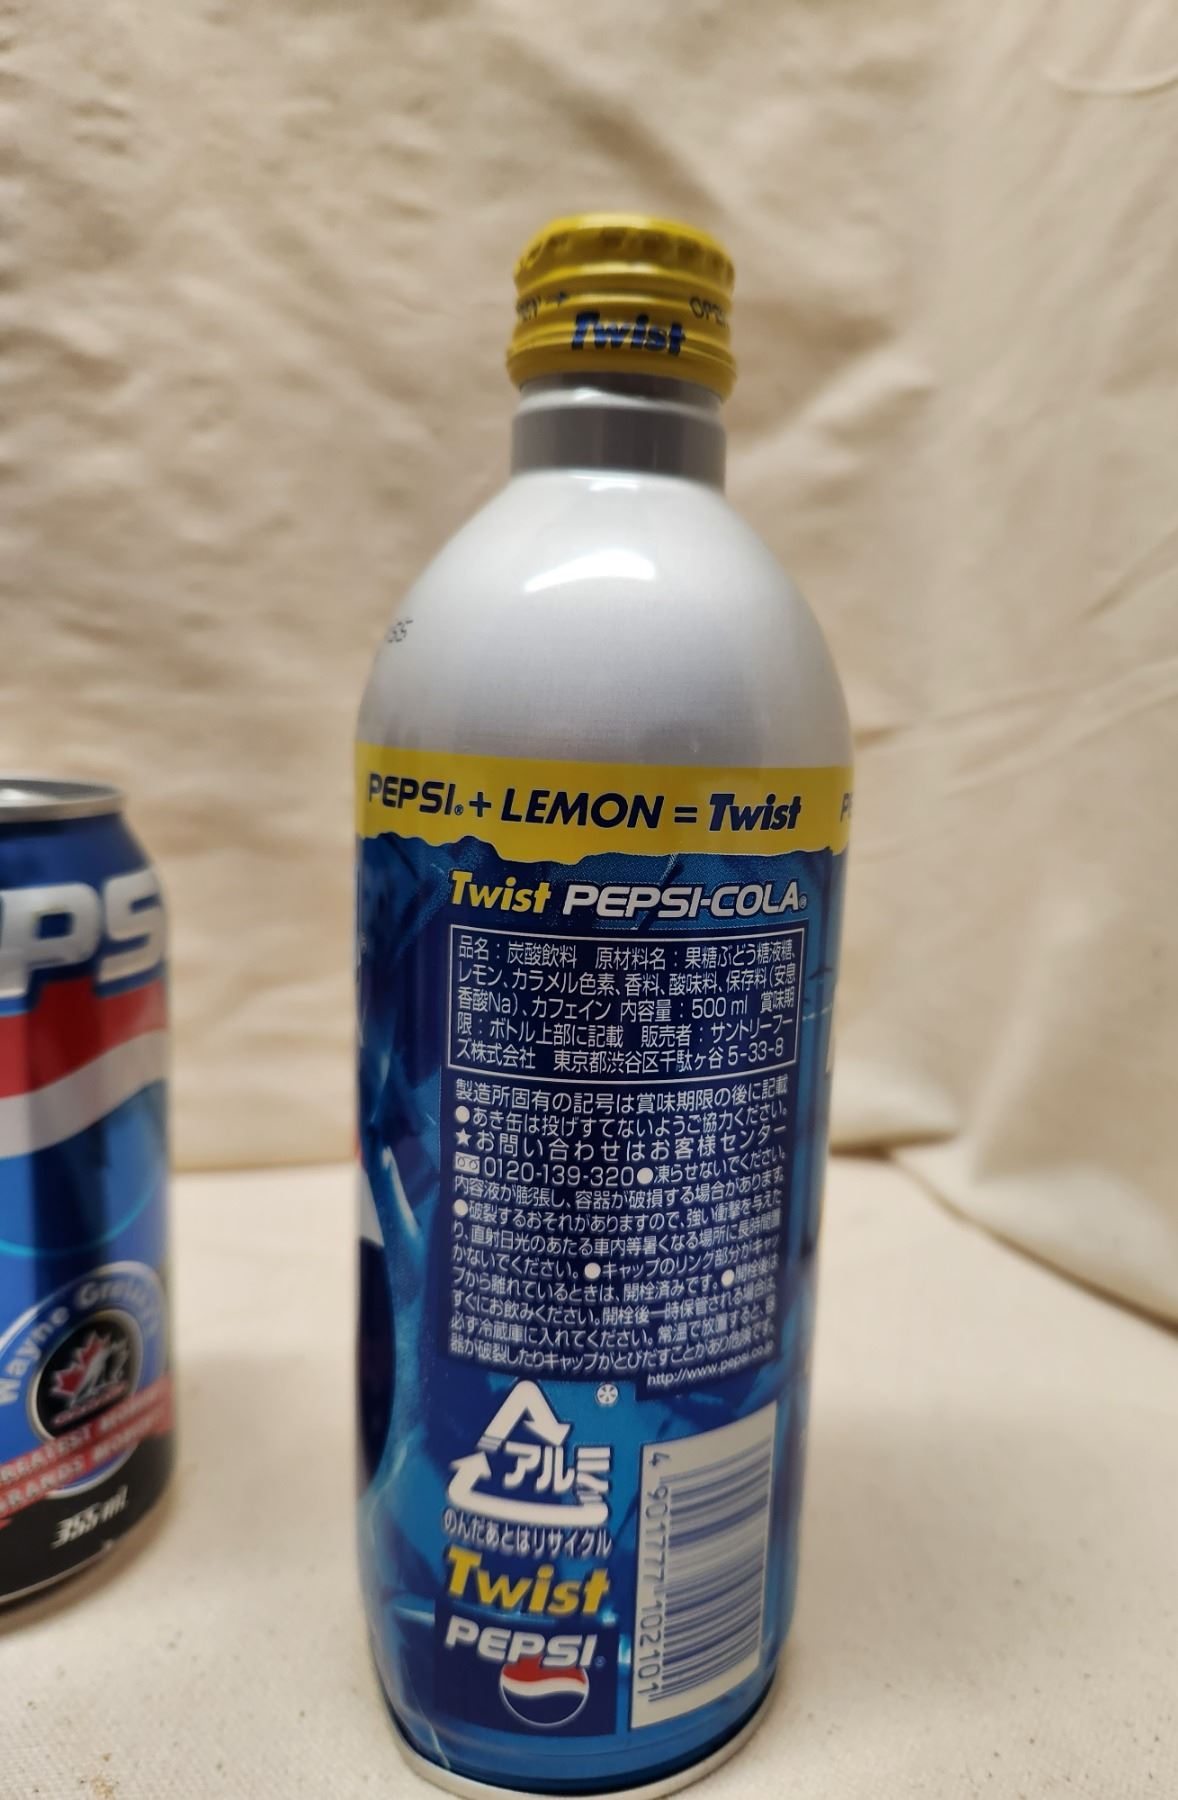 Twist
OPEN
PEPSI®+ LEMON = Twist
Twist PEPSI-COLA®
品名：炭酸飲料　原材料名：果糖ぶどう糖液糖、
レモン、カラメル色素、香料、酸味料、保存料（安息
香酸Na）、カフェイン 内容量：500 ml　賞味期
限：ボトル上部に記載　販売者：サントリーフー
ズ株式会社　東京都渋谷区千駄ヶ谷5-33-8
製造所固有の記号は賞味期限の後に記載
●あき缶は投げすてないようご協力ください。
★お問い合わせはお客様センター
0120-139-320●凍らせないでください。
内容液が膨張し、容器が破損する場合があります。
●破裂するおそれがありますので、強い衝撃を与えた
り、直射日光のあたる車内等暑くなる場所に長時間置
かないでください。●キャップのリング部分がキャッ
プから離れているときは、開栓済みです。●開栓後は
すぐにお飲みください。開栓後一時保管される場合は、
必ず冷蔵庫に入れてください。常温で放置すると、容
器が破裂したりキャップがとびだすことがあり危険です。
http://www.pepsi.co.jp
アルミ
のんだあとはリサイクル
Twist
PEPSI®
4 901777 102101
PS
Wayne
GREATEST
355 ml